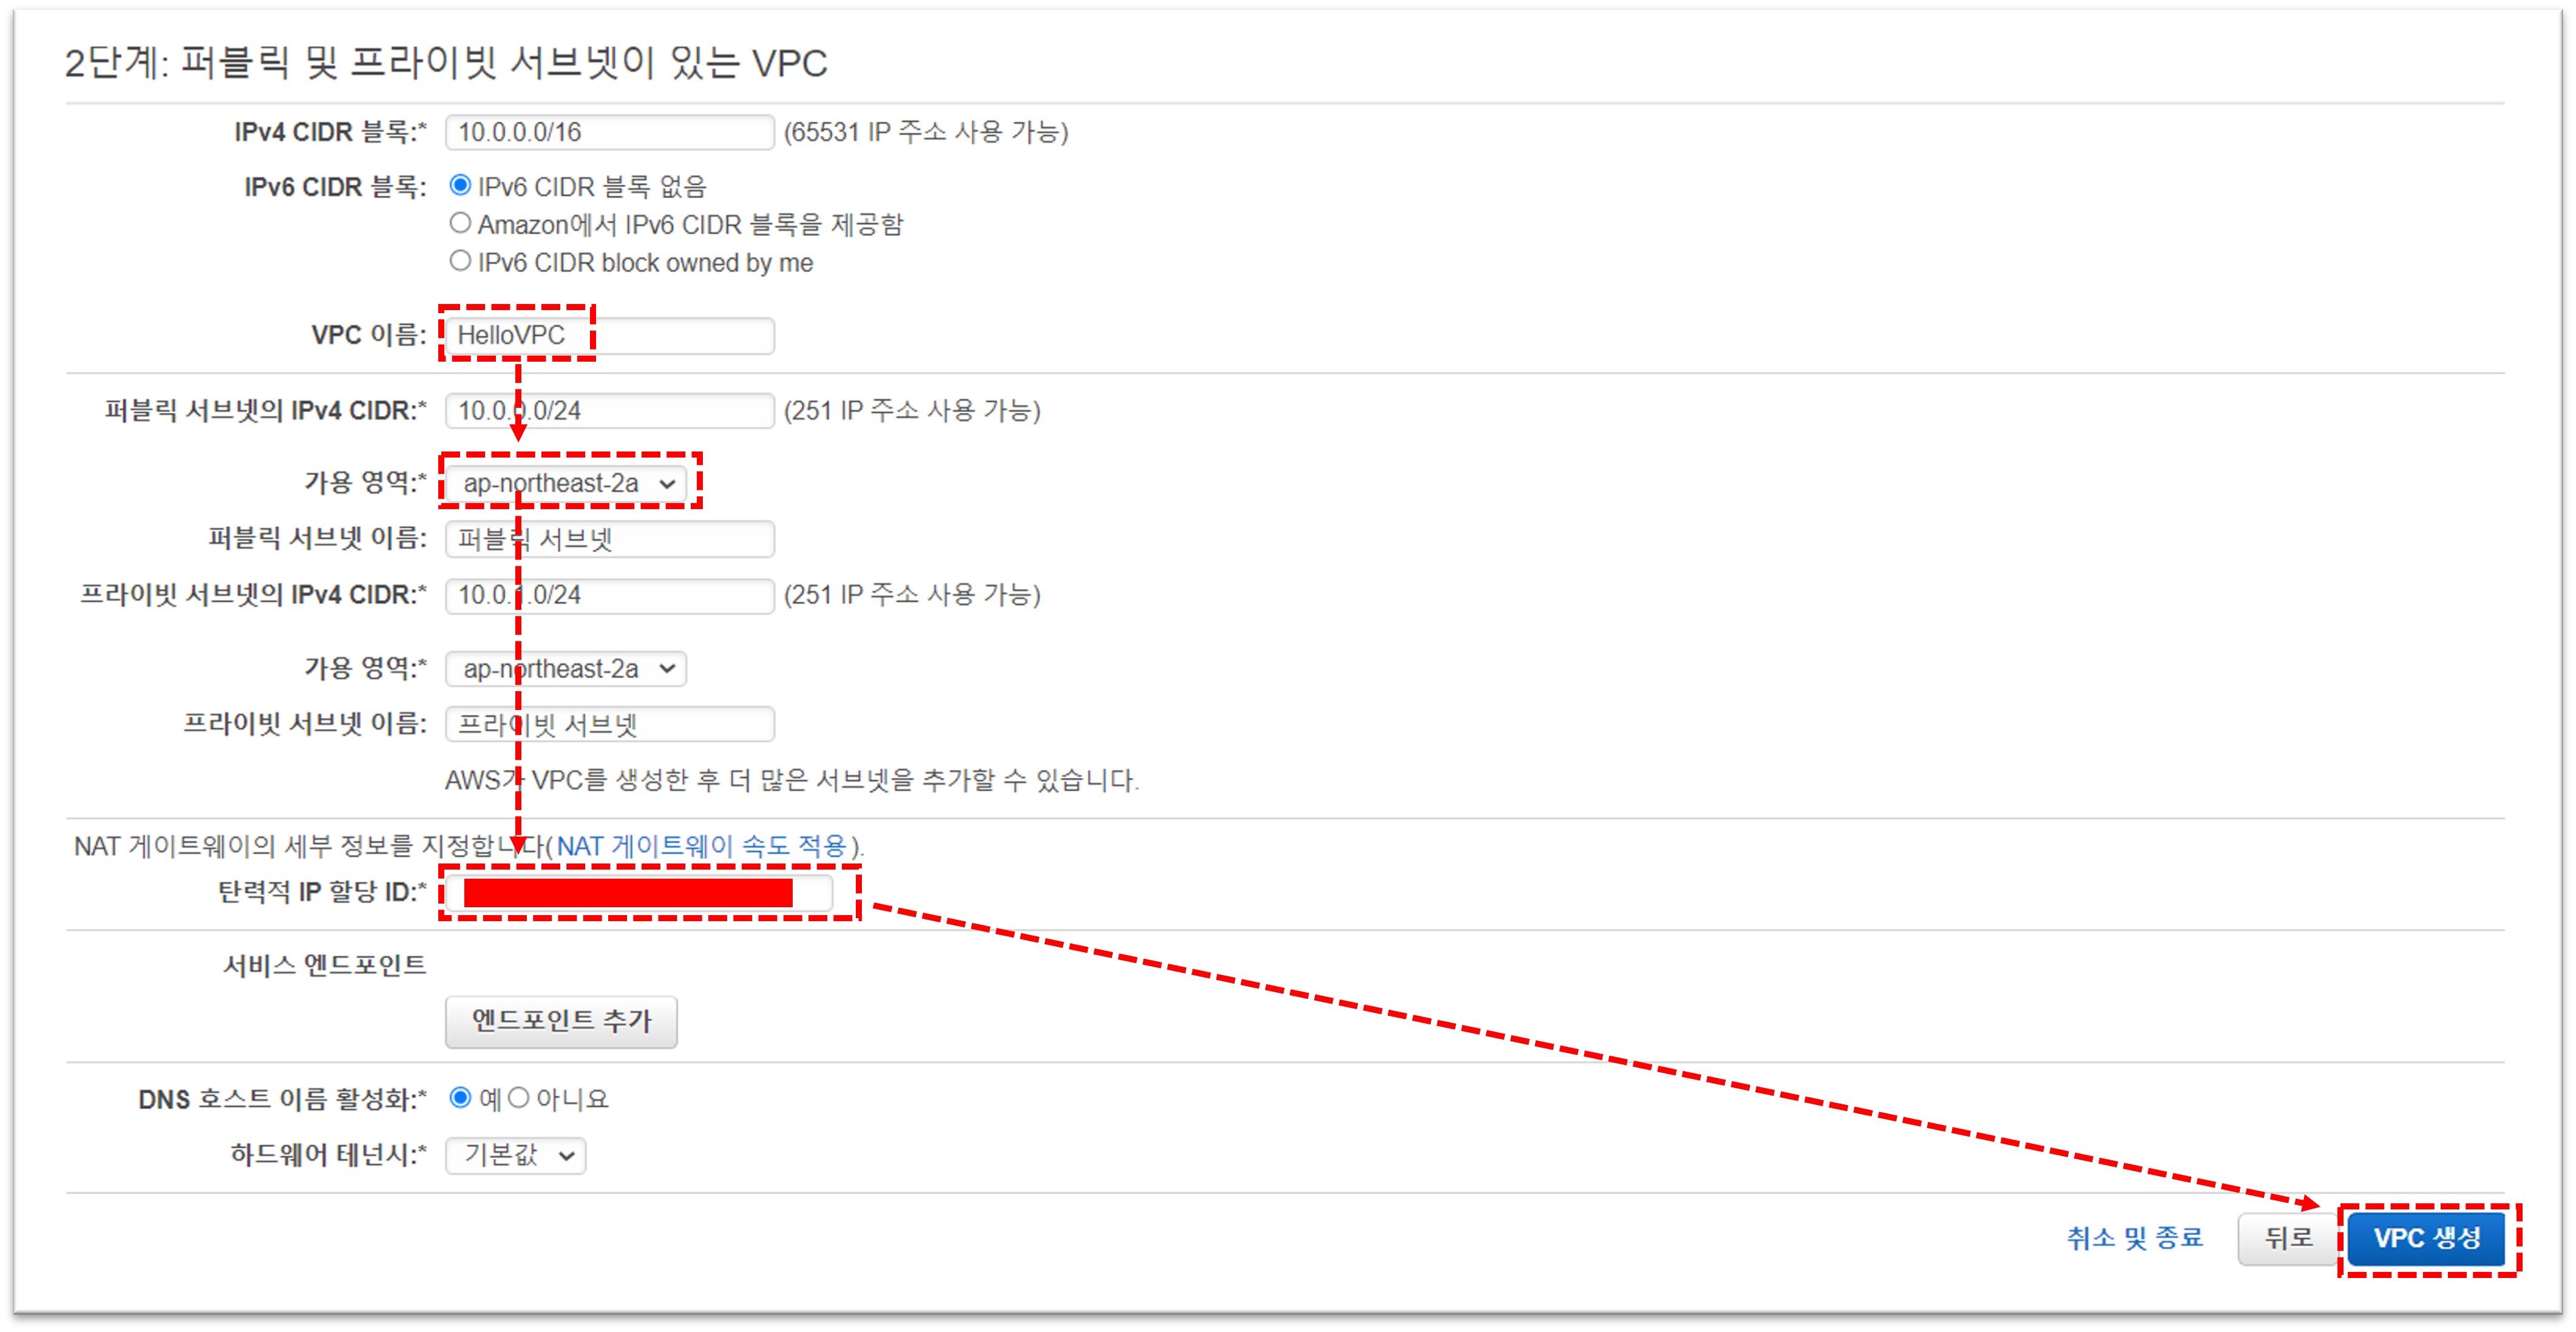 2단계: 퍼블릭 및 프라이빗 서브넷이 있는 VPC
IPv4 CIDR 블록:* 10.0.0.0/16 (65531 IP 주소 사용 가능)
IPv6 CIDR 블록: IPv6 CIDR 블록 없음
Amazon에서 IPv6 CIDR 블록을 제공함
IPv6 CIDR block owned by me
VPC 이름: HelloVPC
퍼블릭 서브넷의 IPv4 CIDR:* 10.0.0.0/24 (251 IP 주소 사용 가능)
가용 영역:* ap-northeast-2a
퍼블릭 서브넷 이름: 퍼블릭 서브넷
프라이빗 서브넷의 IPv4 CIDR:* 10.0.1.0/24 (251 IP 주소 사용 가능)
가용 영역:* ap-northeast-2a
프라이빗 서브넷 이름: 프라이빗 서브넷
AWS가 VPC를 생성한 후 더 많은 서브넷을 추가할 수 있습니다.
NAT 게이트웨이의 세부 정보를 지정합니다(NAT 게이트웨이 속도 적용).
탄력적 IP 할당 ID:*
서비스 엔드포인트
엔드포인트 추가
DNS 호스트 이름 활성화:* 예 아니요
하드웨어 테넌시:* 기본값
취소 및 종료 뒤로 VPC 생성